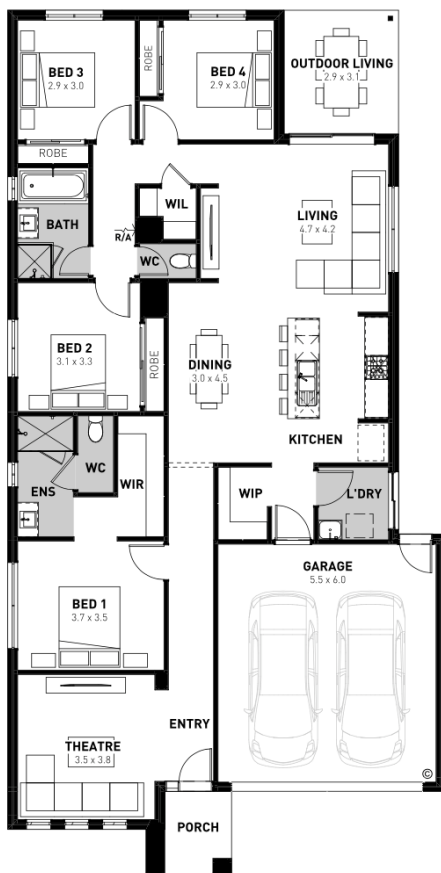 BED 3
2.9 x 3.0
ROBE
BED 4
2.9 x 3.0
OUTDOOR LIVING
2.9 x 3.1
ROBE
BATH
WIL
R/A
WC
LIVING
4.7 x 4.2
BED 2
3.1 x 3.3
ROBE
DINING
3.0 x 4.5
KITCHEN
WC
ENS
WIR
WIP
L'DRY
GARAGE
5.5 x 6.0
BED 1
3.7 x 3.5
ENTRY
THEATRE
3.5 x 3.8
©
PORCH